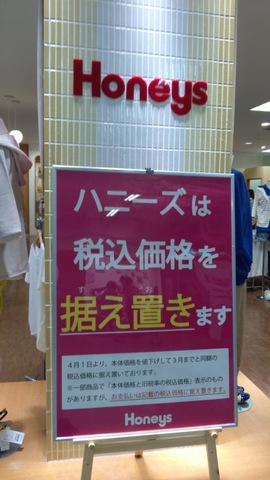 Honeys
ハニーズは
税込価格を
す お
据え置きます
4月1日より、本体価格を値下げして3月までと同額の
税込価格に据え置いております。
※一部商品で「本体価格と旧税率の税込価格」表示のもの
がありますが、お支払いは記載の税込価格に据え置きます。
Honeys